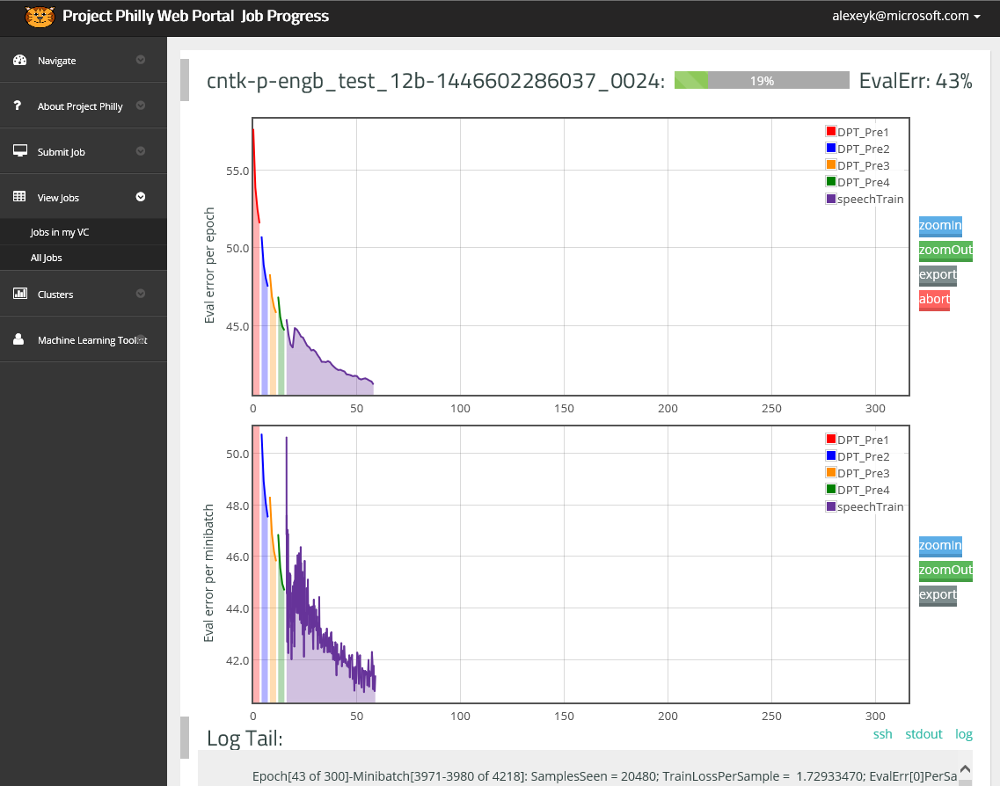 Project Philly Web Portal Job Progress
alexeyk@microsoft.com
Navigate
About Project Philly
Submit Job
View Jobs
Jobs in my VC
All Jobs
Clusters
Machine Learning Toolset
cntk-p-engb_test_12b-1446602286037_0024:
19%
EvalErr: 43%
Eval error per epoch
55.0
50.0
45.0
0 50 100 150 200 250 300
DPT_Pre1
DPT_Pre2
DPT_Pre3
DPT_Pre4
speechTrain
zoomIn
zoomOut
export
abort
Eval error per minibatch
50.0
48.0
46.0
44.0
42.0
0 50 100 150 200 250 300
DPT_Pre1
DPT_Pre2
DPT_Pre3
DPT_Pre4
speechTrain
zoomIn
zoomOut
export
Log Tail:
ssh stdout log
Epoch[43 of 300]-Minibatch[3971-3980 of 4218]: SamplesSeen = 20480; TrainLossPerSample = 1.72933470; EvalErr[0]PerSa